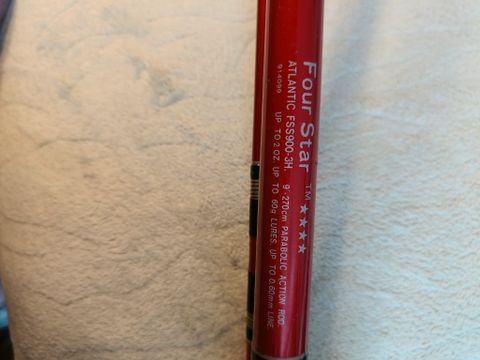 Four Star ™ ★★★★
ATLANTIC FSS900-3H. 9'-270cm PARABOLIC ACTION ROD
914099 UP TO 2 OZ. UP TO 60g LURES. UP TO 0.60mm LINE.